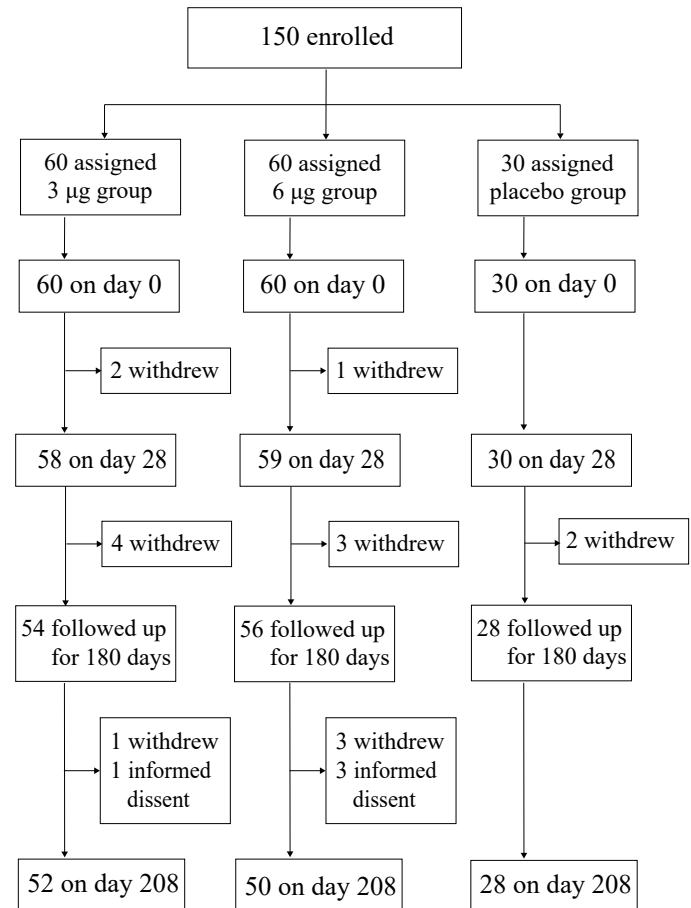 150 enrolled
60 assigned
3 μg group
60 assigned
6 μg group
30 assigned
placebo group
60 on day 0
60 on day 0
30 on day 0
2 withdrew
1 withdrew
58 on day 28
59 on day 28
30 on day 28
4 withdrew
3 withdrew
2 withdrew
54 followed up
for 180 days
56 followed up
for 180 days
28 followed up
for 180 days
1 withdrew
1 informed
dissent
3 withdrew
3 informed
dissent
52 on day 208
50 on day 208
28 on day 208